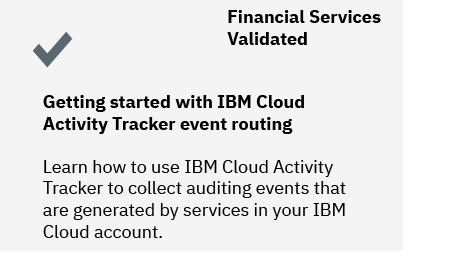 Financial Services
Validated
Getting started with IBM Cloud
Activity Tracker event routing
Learn how to use IBM Cloud Activity
Tracker to collect auditing events that
are generated by services in your IBM
Cloud account.